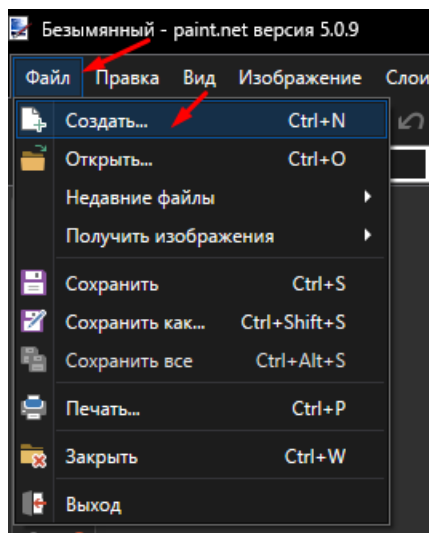 Безымянный - paint.net версия 5.0.9
Файл Правка Вид Изображение Слои
Создать... Ctrl+N
Открыть... Ctrl+O
Недавние файлы
Получить изображения
Сохранить Ctrl+S
Сохранить как... Ctrl+Shift+S
Сохранить все Ctrl+Alt+S
Печать... Ctrl+P
Закрыть Ctrl+W
Выход